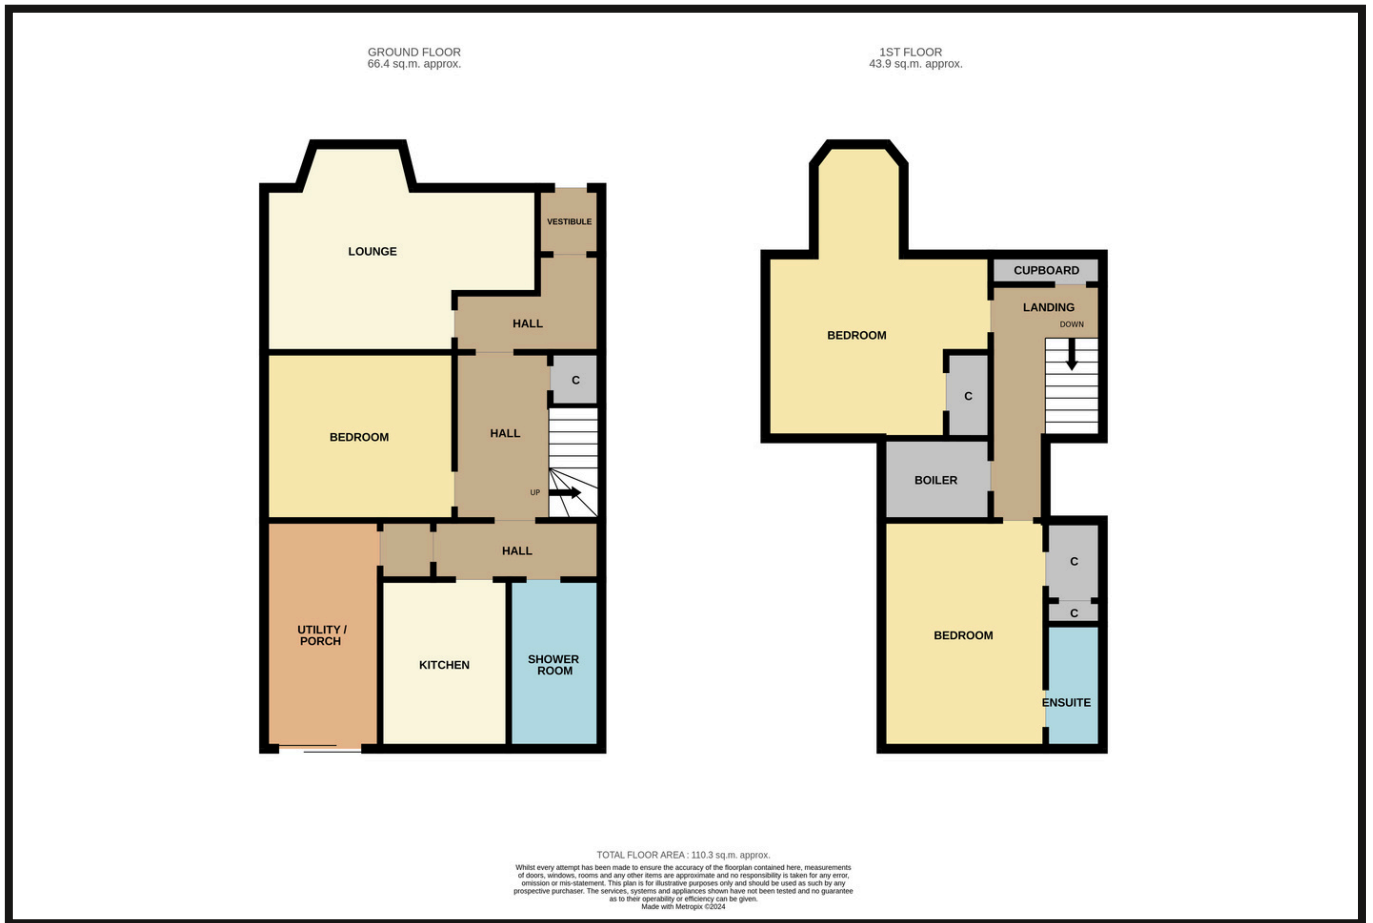 GROUND FLOOR
66.4 sq.m. approx.
1ST FLOOR
43.9 sq.m. approx.
VESTIBULE
LOUNGE
HALL
C
BEDROOM
HALL
UP
HALL
UTILITY /
PORCH
KITCHEN
SHOWER
ROOM
CUPBOARD
LANDING
DOWN
BEDROOM
C
BOILER
C
C
BEDROOM
ENSUITE
TOTAL FLOOR AREA : 110.3 sq.m. approx.
Whilst every attempt has been made to ensure the accuracy of the floorplan contained here, measurements
of doors, windows, rooms and any other items are approximate and no responsibility is taken for any error,
omission or mis-statement. This plan is for illustrative purposes only and should be used as such by any
prospective purchaser. The services, systems and appliances shown have not been tested and no guarantee
as to their operability or efficiency can be given.
Made with Metropix ©2024